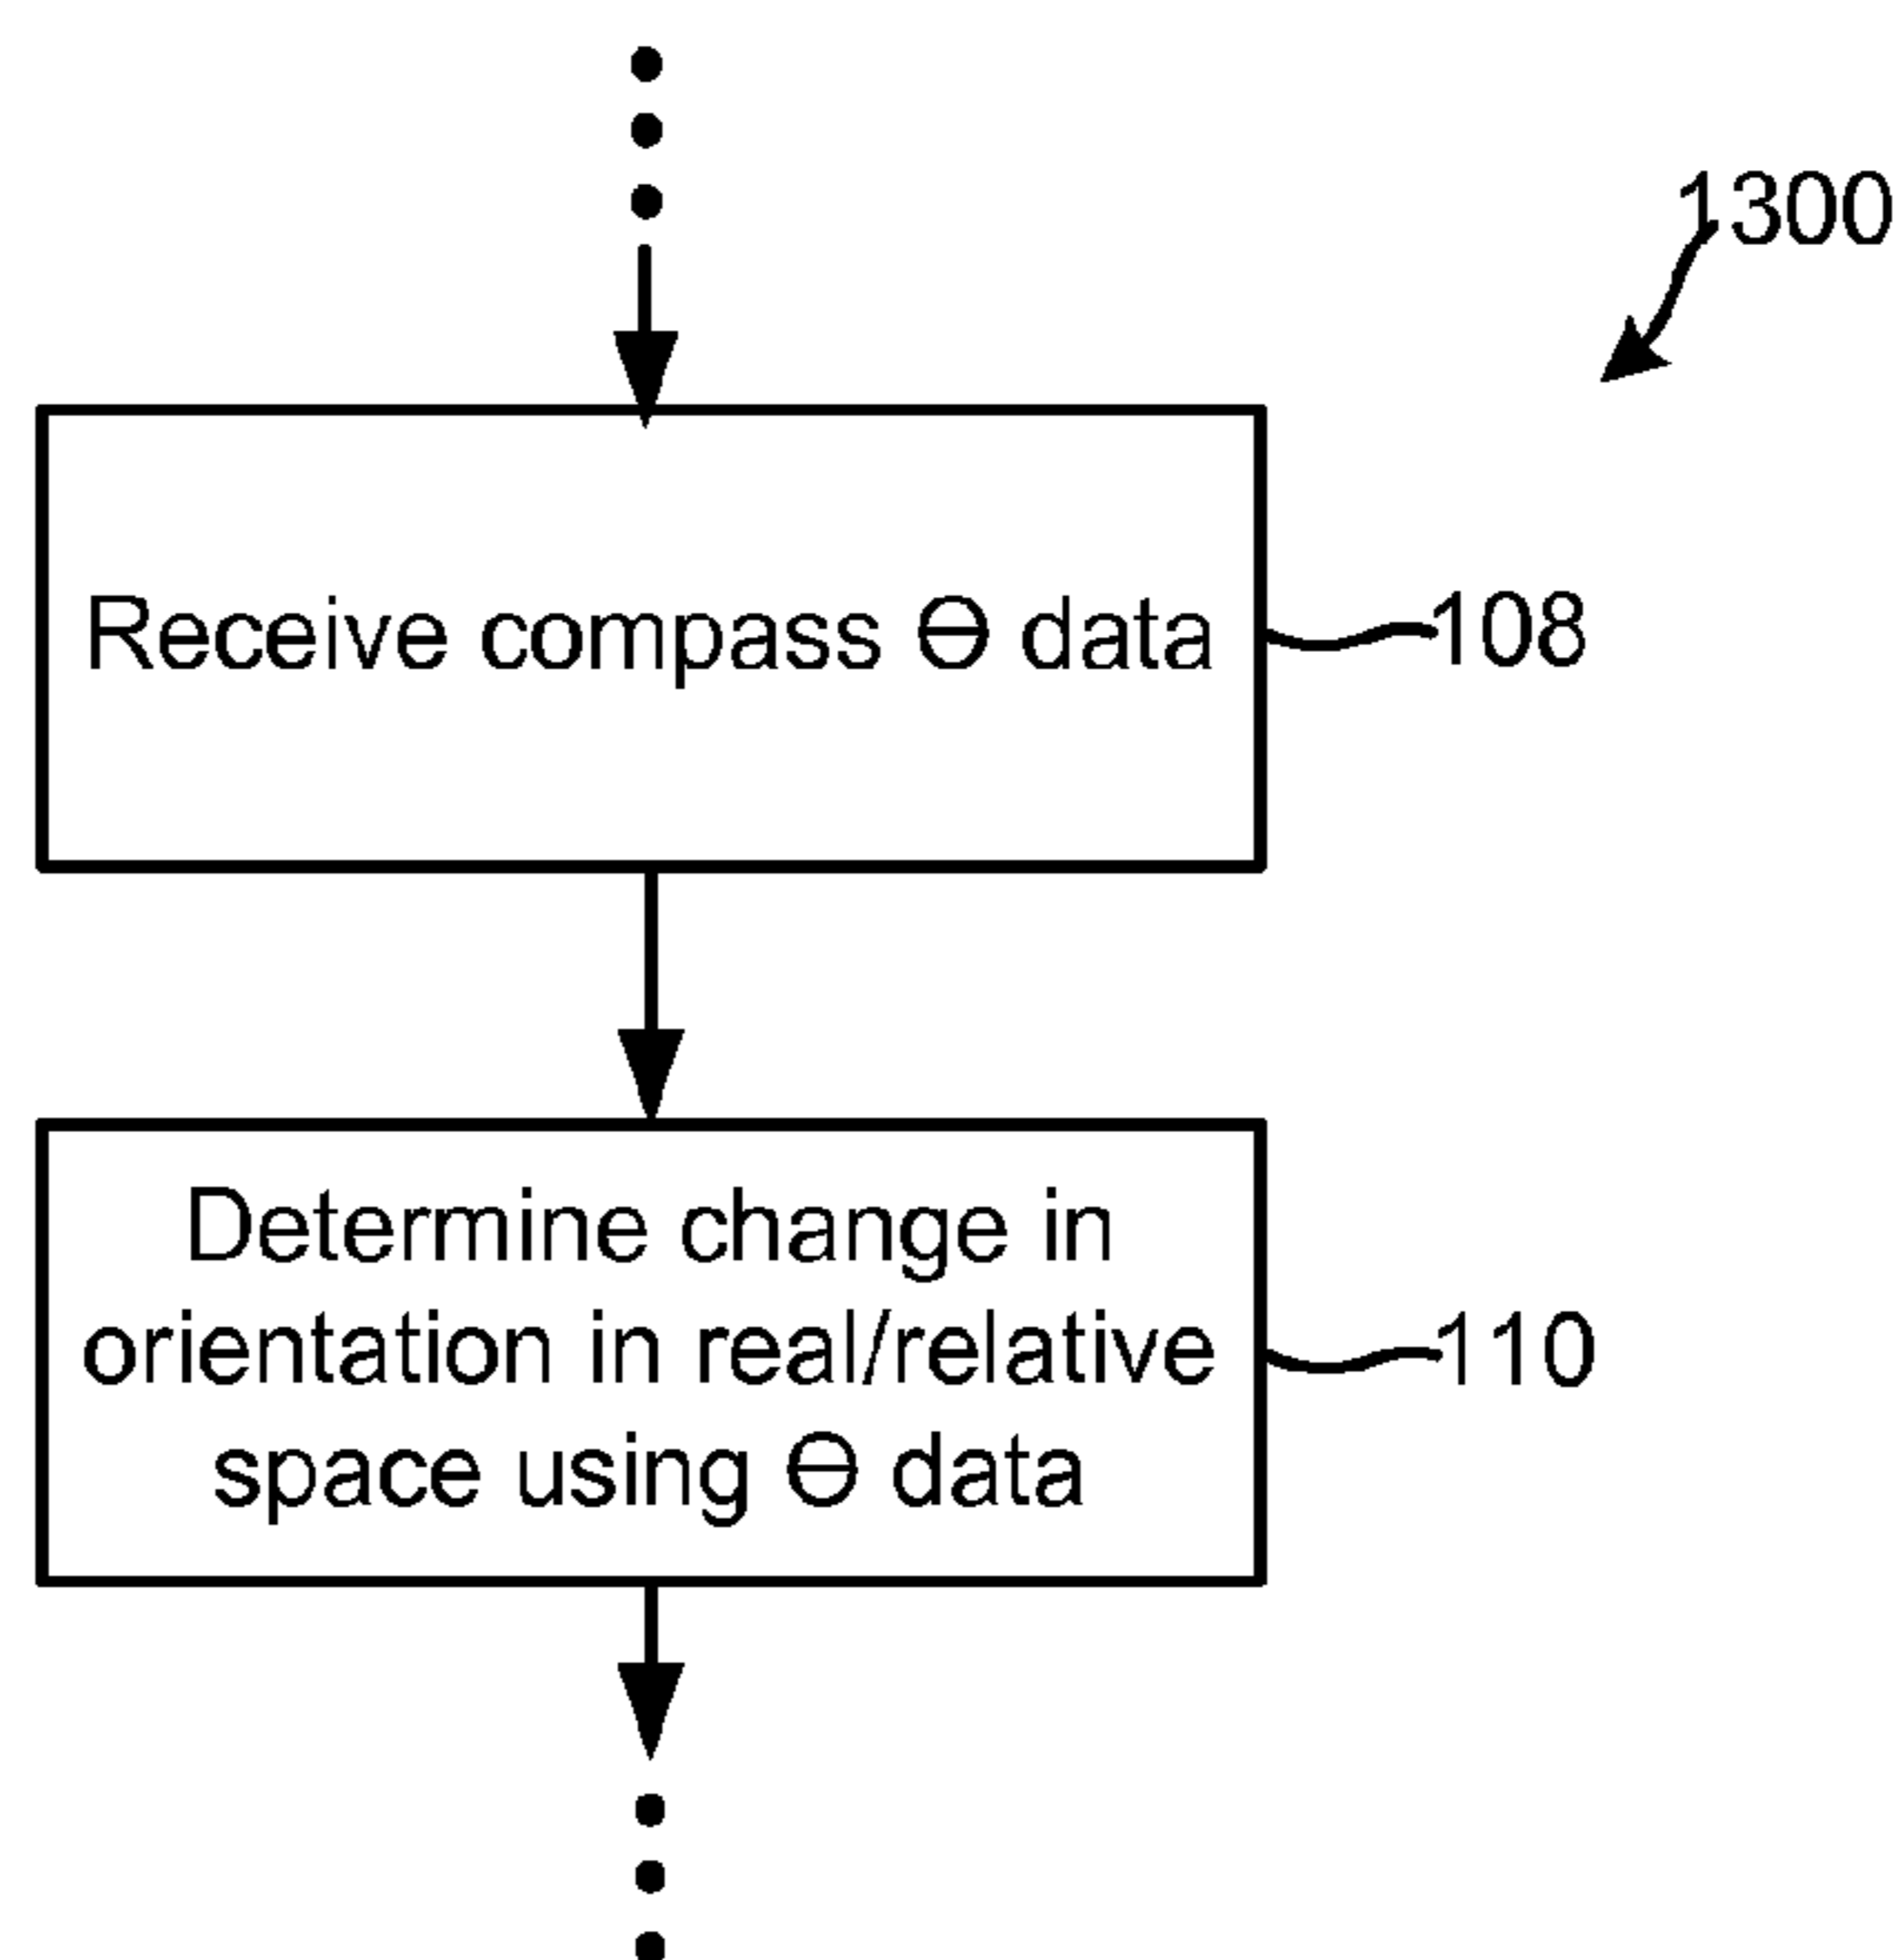 1300
Receive compass Θ data
108
Determine change in
orientation in real/relative
space using Θ data
110